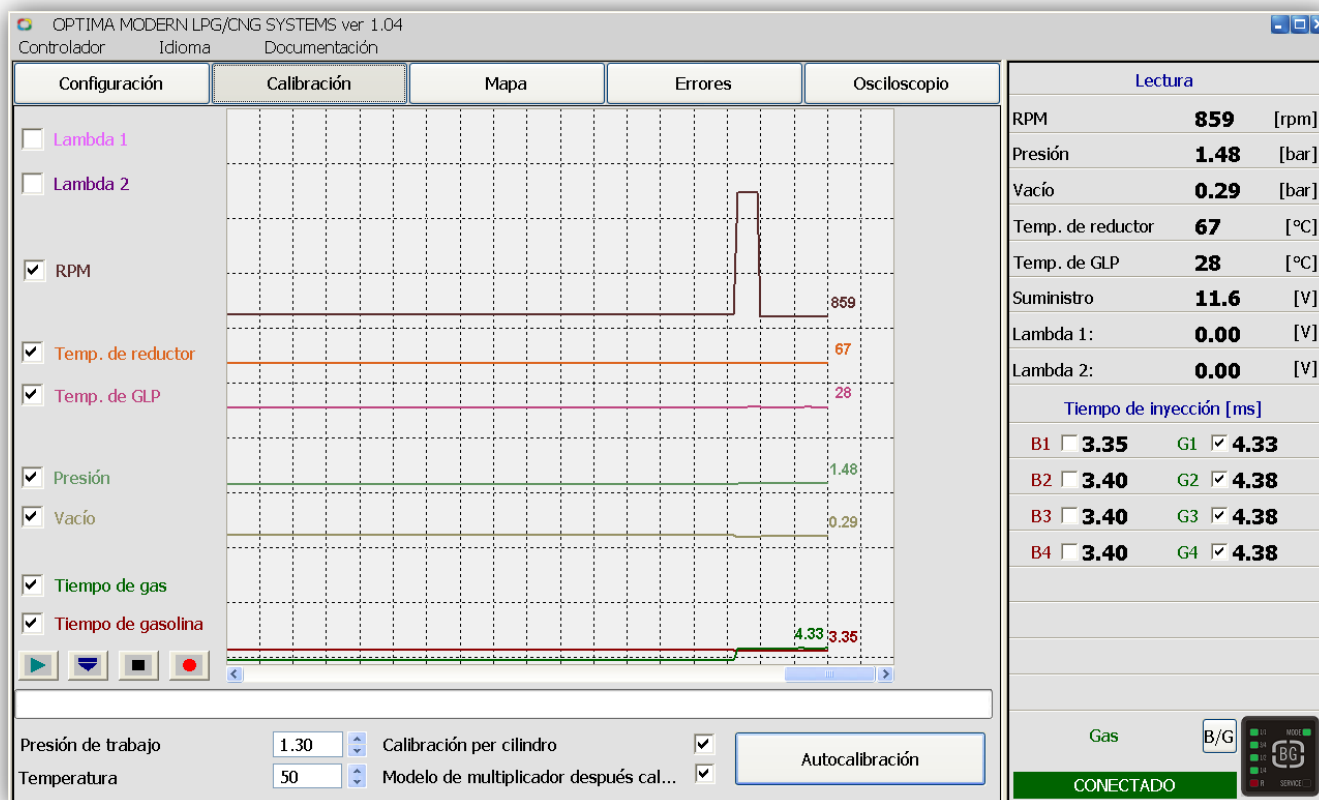 OPTIMA MODERN LPG/CNG SYSTEMS ver 1.04
Controlador Idioma Documentación
Configuración Calibración Mapa Errores Osciloscopio
Lambda 1
Lambda 2
RPM
859
Temp. de reductor
67
Temp. de GLP
28
Presión
1.48
Vacío
0.29
Tiempo de gas
Tiempo de gasolina
4.33 3.35
Presión de trabajo 1.30 Calibración per cilindro
Temperatura 50 Modelo de multiplicador después cal...
Autocalibración
Lectura
RPM 859 [rpm]
Presión 1.48 [bar]
Vacío 0.29 [bar]
Temp. de reductor 67 [°C]
Temp. de GLP 28 [°C]
Suministro 11.6 [V]
Lambda 1: 0.00 [V]
Lambda 2: 0.00 [V]
Tiempo de inyección [ms]
B1 3.35 G1 4.33
B2 3.40 G2 4.38
B3 3.40 G3 4.38
B4 3.40 G4 4.38
Gas B/G
MODE
BG
R SERVICE
CONECTADO